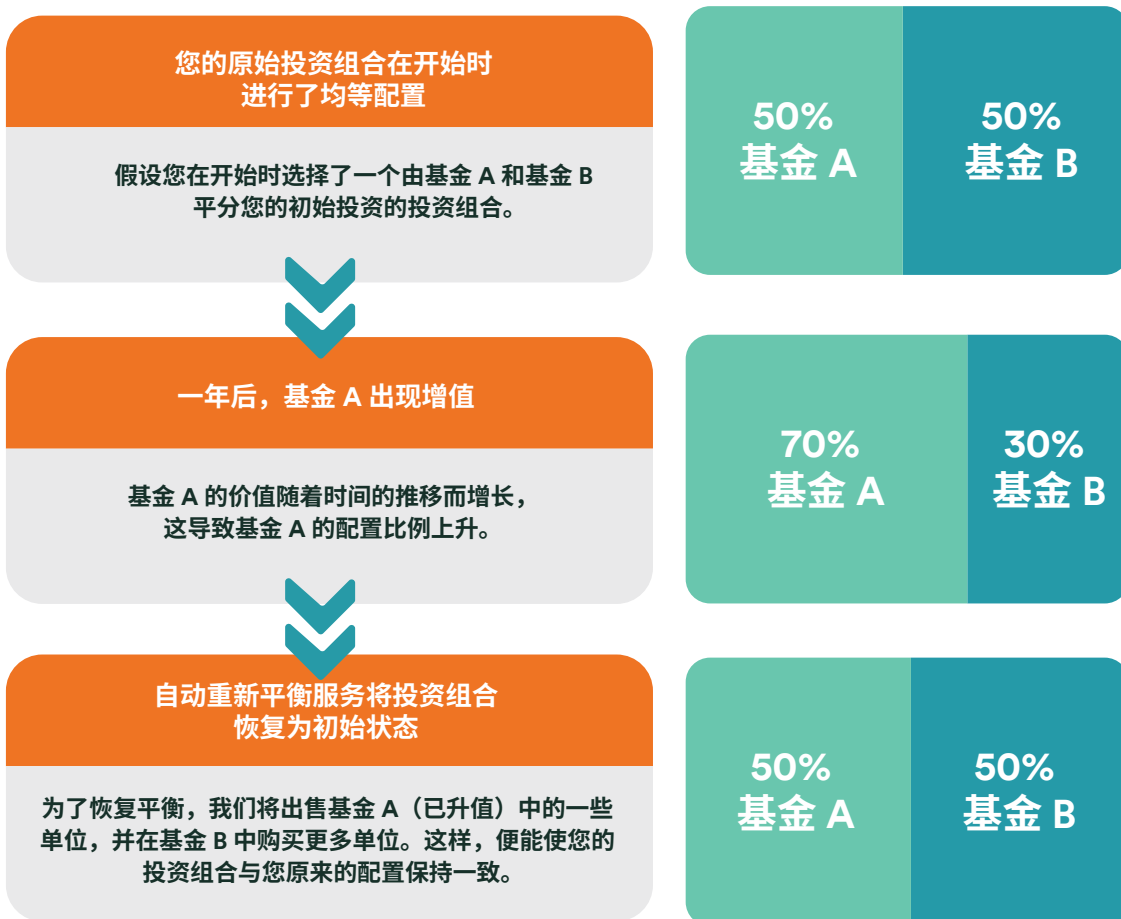 您的原始投资组合在开始时
进行了均等配置
假设您在开始时选择了一个由基金 A 和基金 B
平分您的初始投资的投资组合。
50%
基金 A
50%
基金 B
一年后，基金 A 出现增值
基金 A 的价值随着时间的推移而增长，
这导致基金 A 的配置比例上升。
70%
基金 A
30%
基金 B
自动重新平衡服务将投资组合
恢复为初始状态
为了恢复平衡，我们将出售基金 A（已升值）中的一些
单位，并在基金 B 中购买更多单位。这样，便能使您的
投资组合与您原来的配置保持一致。
50%
基金 A
50%
基金 B